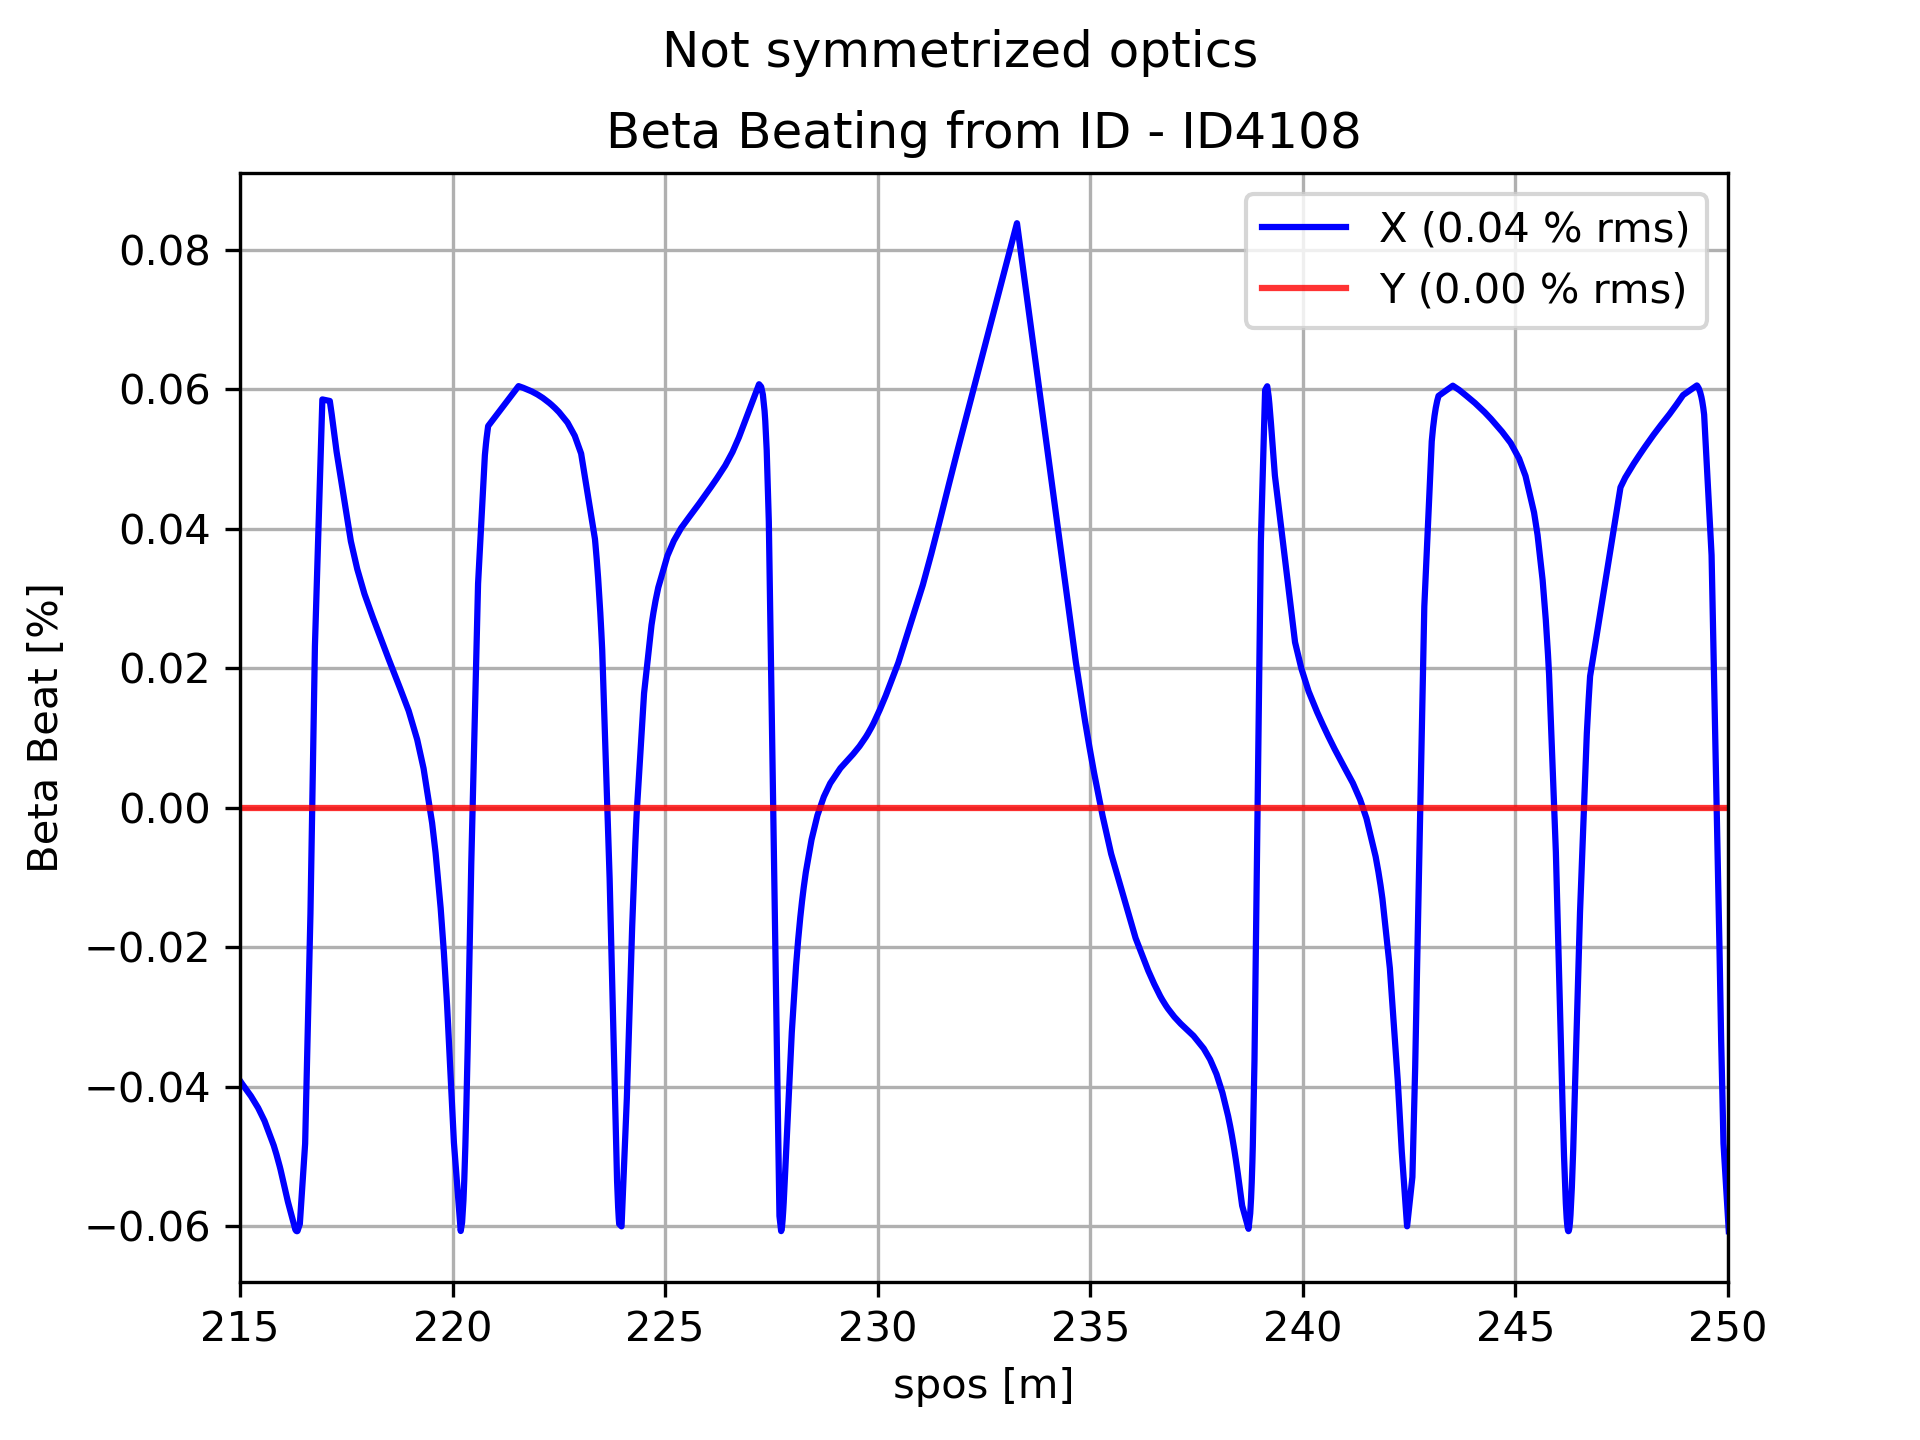 Not symmetrized optics
Beta Beating from ID - ID4108
X (0.04 % rms)
Y (0.00 % rms)
0.08
0.06
0.04
0.02
0.00
−0.02
−0.04
−0.06
Beta Beat [%]
215 220 225 230 235 240 245 250
spos [m]